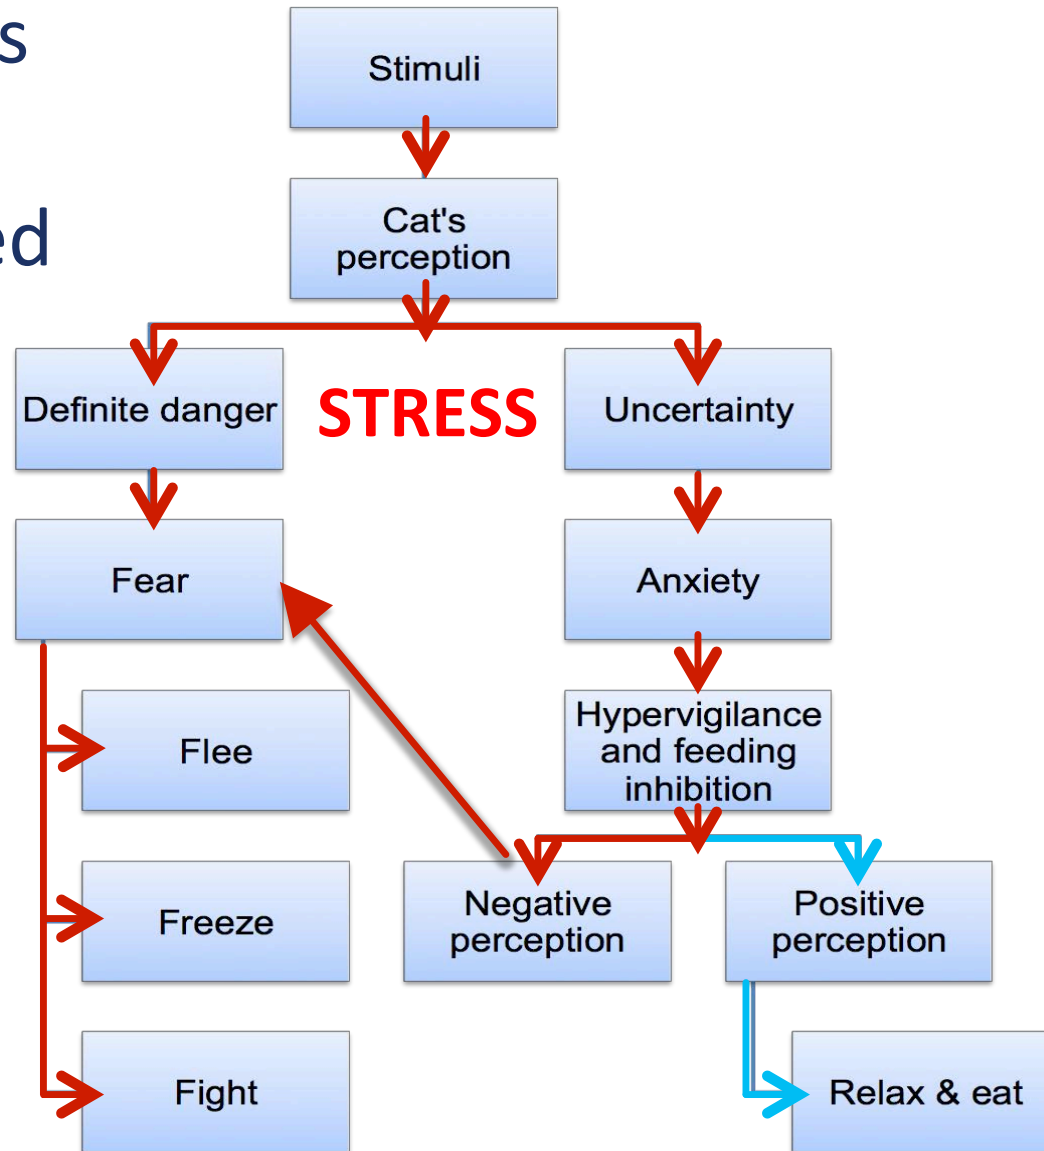 s
Stimuli
ed
Cat's
perception
Definite danger
STRESS
Uncertainty
Fear
Anxiety
Flee
Hypervigilance
and feeding
inhibition
Freeze
Negative
perception
Positive
perception
Fight
Relax & eat